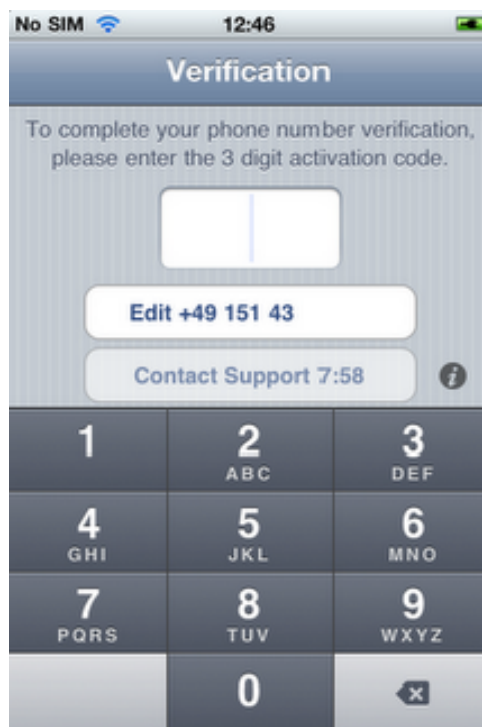 No SIM 12:46
Verification
To complete your phone number verification,
please enter the 3 digit activation code.
Edit +49 151 43
Contact Support 7:58
1 2 3
ABC DEF
4 5 6
GHI JKL MNO
7 8 9
PQRS TUV WXYZ
0